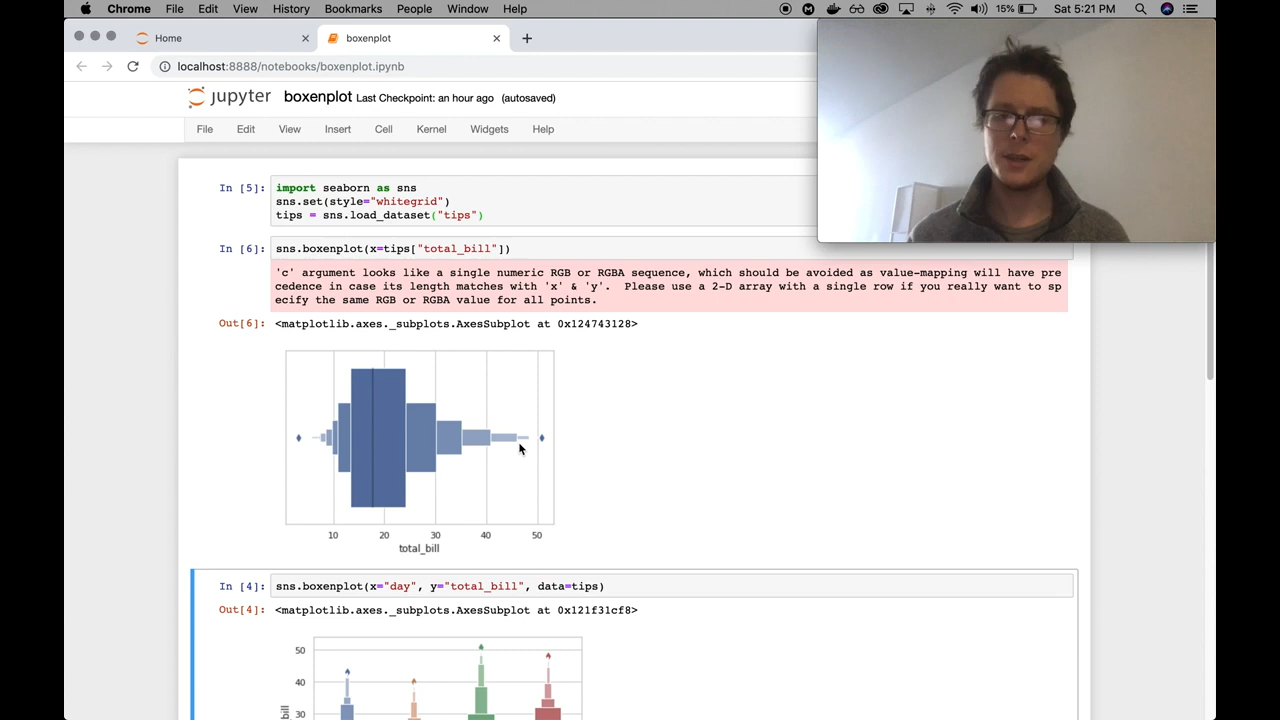 Chrome File Edit View History Bookmarks People Window Help 15% Sat 5:21 PM
Home boxenplot
localhost:8888/notebooks/boxenplot.ipynb
jupyter boxenplot Last Checkpoint: an hour ago (autosaved)
File Edit View Insert Cell Kernel Widgets Help
In [5]: import seaborn as sns
sns.set(style="whitegrid")
tips = sns.load_dataset("tips")
In [6]: sns.boxenplot(x=tips["total_bill"])
'c' argument looks like a single numeric RGB or RGBA sequence, which should be avoided as value-mapping will have pre
cedence in case its length matches with 'x' & 'y'.  Please use a 2-D array with a single row if you really want to sp
ecify the same RGB or RGBA value for all points.
Out[6]: <matplotlib.axes._subplots.AxesSubplot at 0x124743128>
10 20 30 40 50
total_bill
In [4]: sns.boxenplot(x="day", y="total_bill", data=tips)
Out[4]: <matplotlib.axes._subplots.AxesSubplot at 0x121f31cf8>
50
40
30
bill